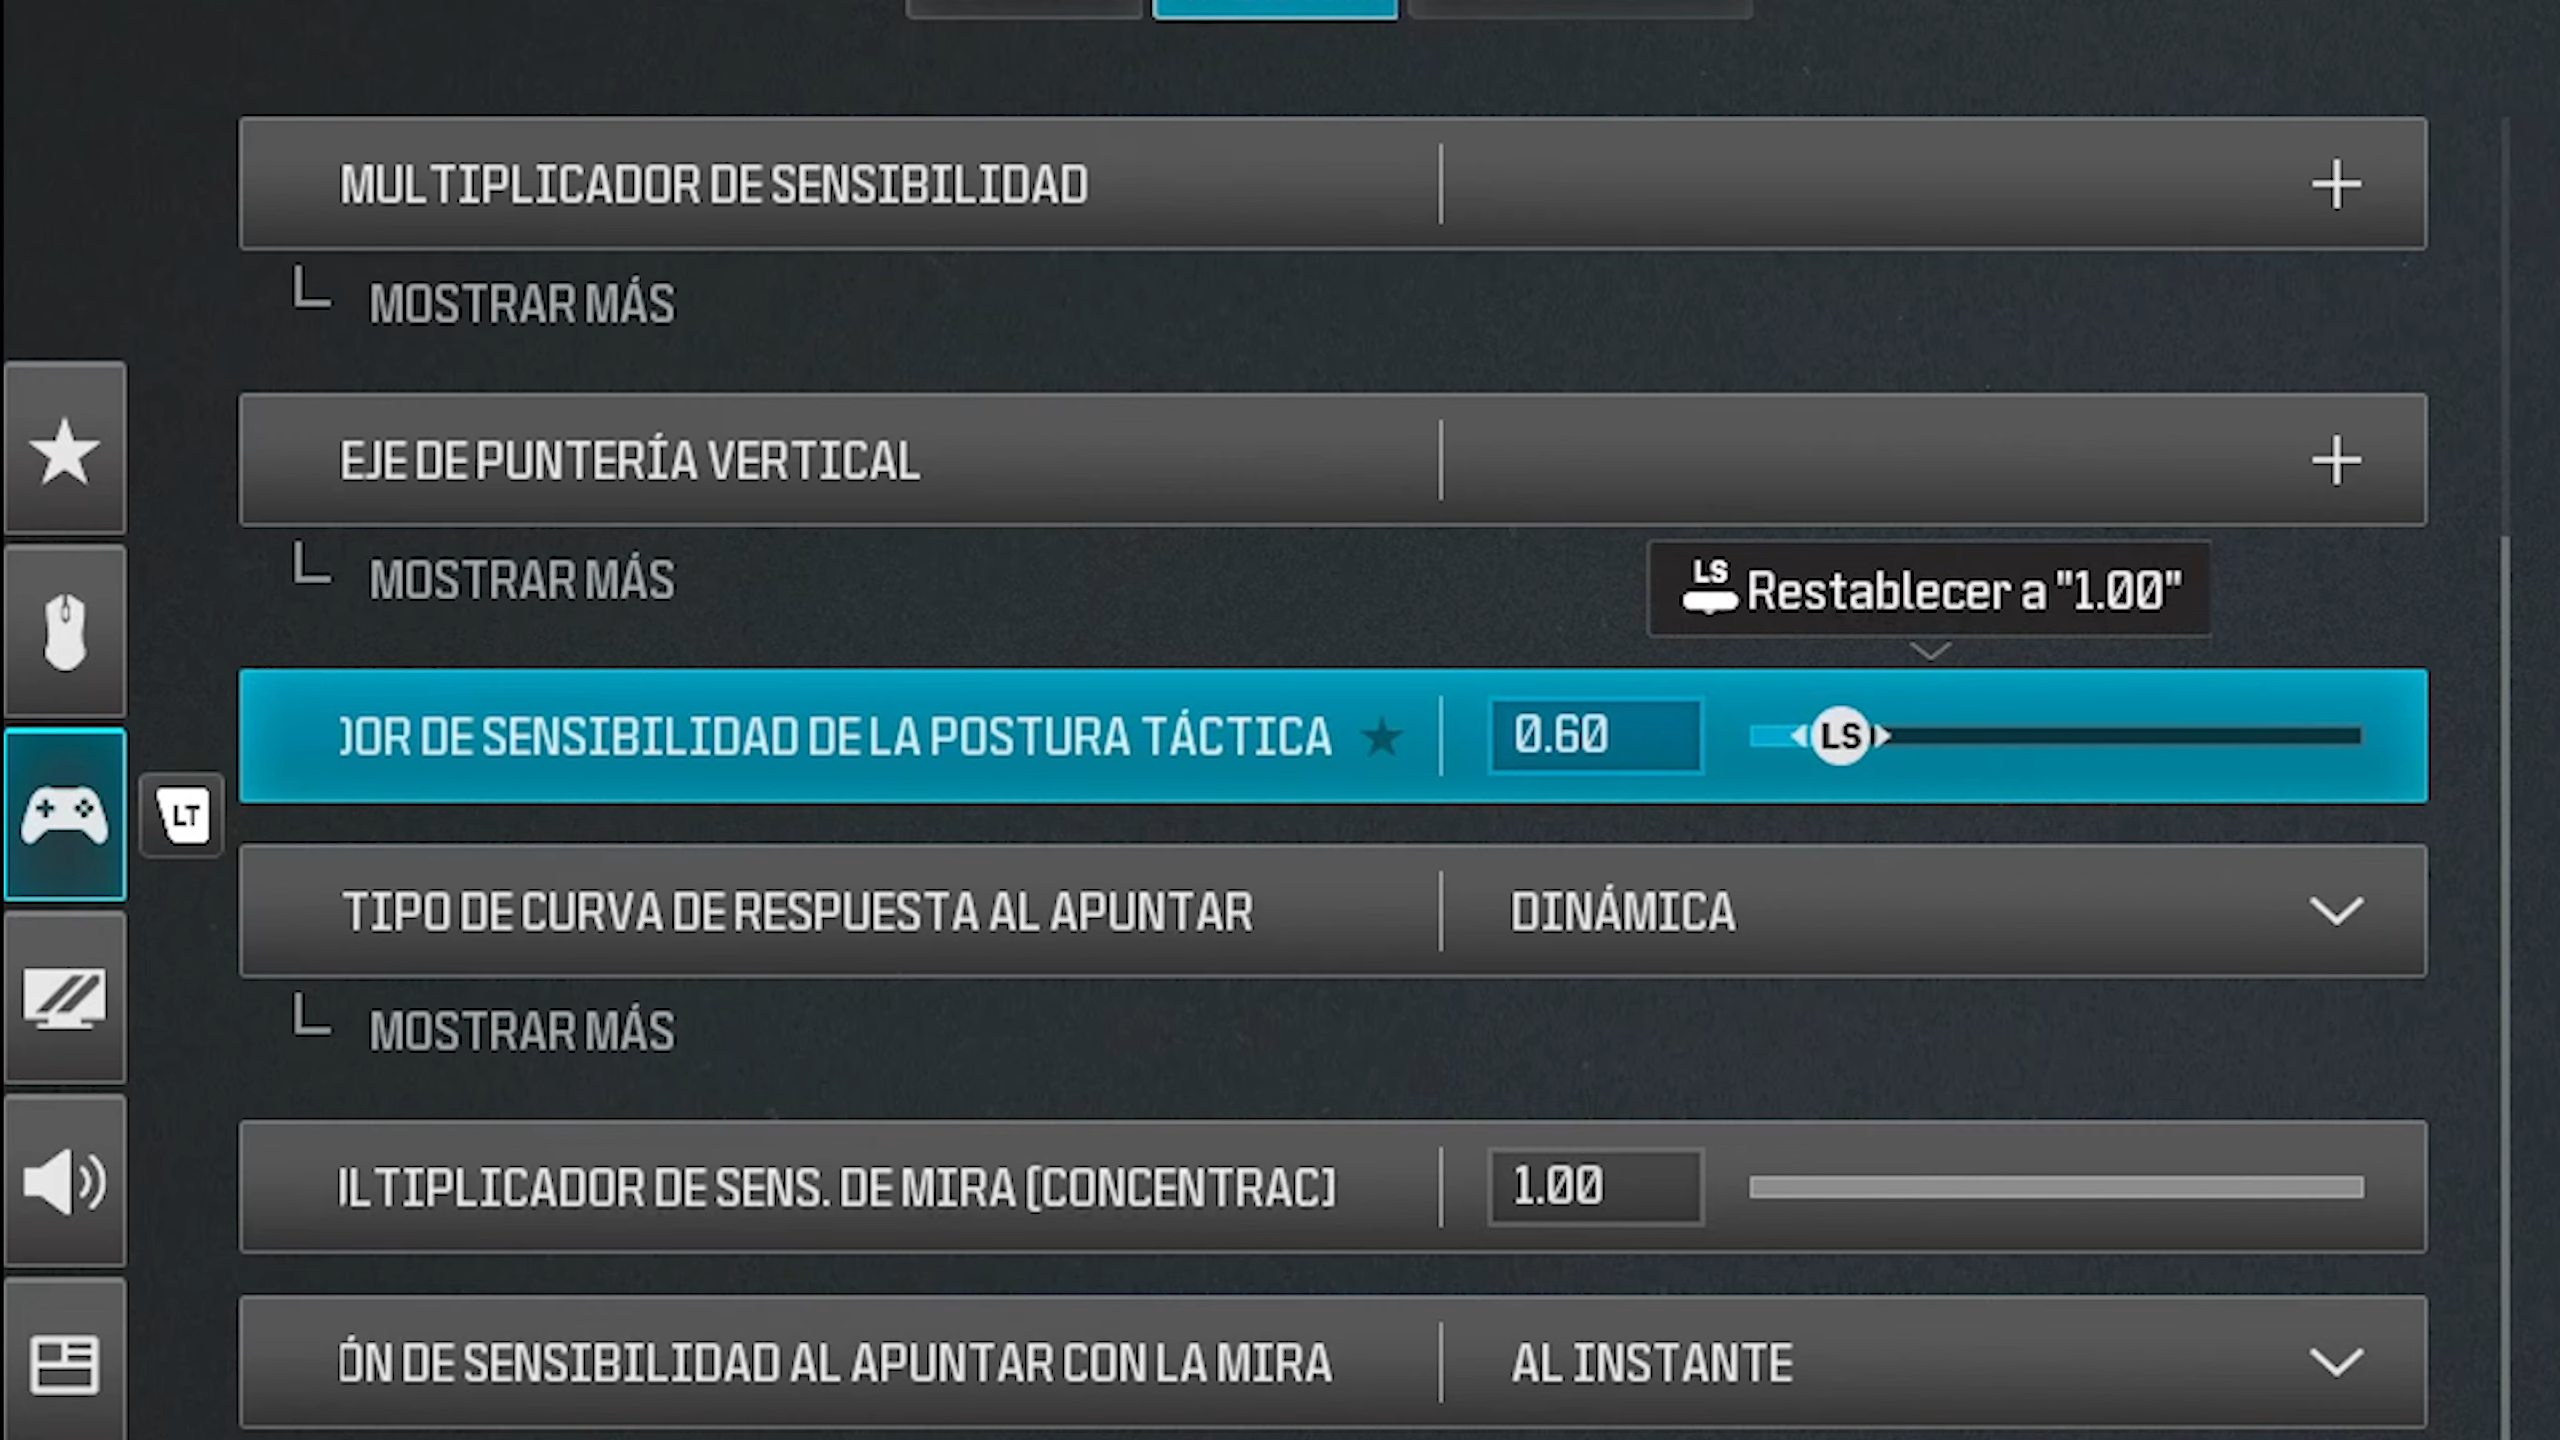 MULTIPLICADOR DE SENSIBILIDAD
MOSTRAR MÁS
EJE DE PUNTERÍA VERTICAL
MOSTRAR MÁS
LS Restablecer a "1.00"
DOR DE SENSIBILIDAD DE LA POSTURA TÁCTICA 0.60 LS
LT
TIPO DE CURVA DE RESPUESTA AL APUNTAR DINÁMICA
MOSTRAR MÁS
ILTIPLICADOR DE SENS. DE MIRA (CONCENTRAC) 1.00
ÓN DE SENSIBILIDAD AL APUNTAR CON LA MIRA AL INSTANTE